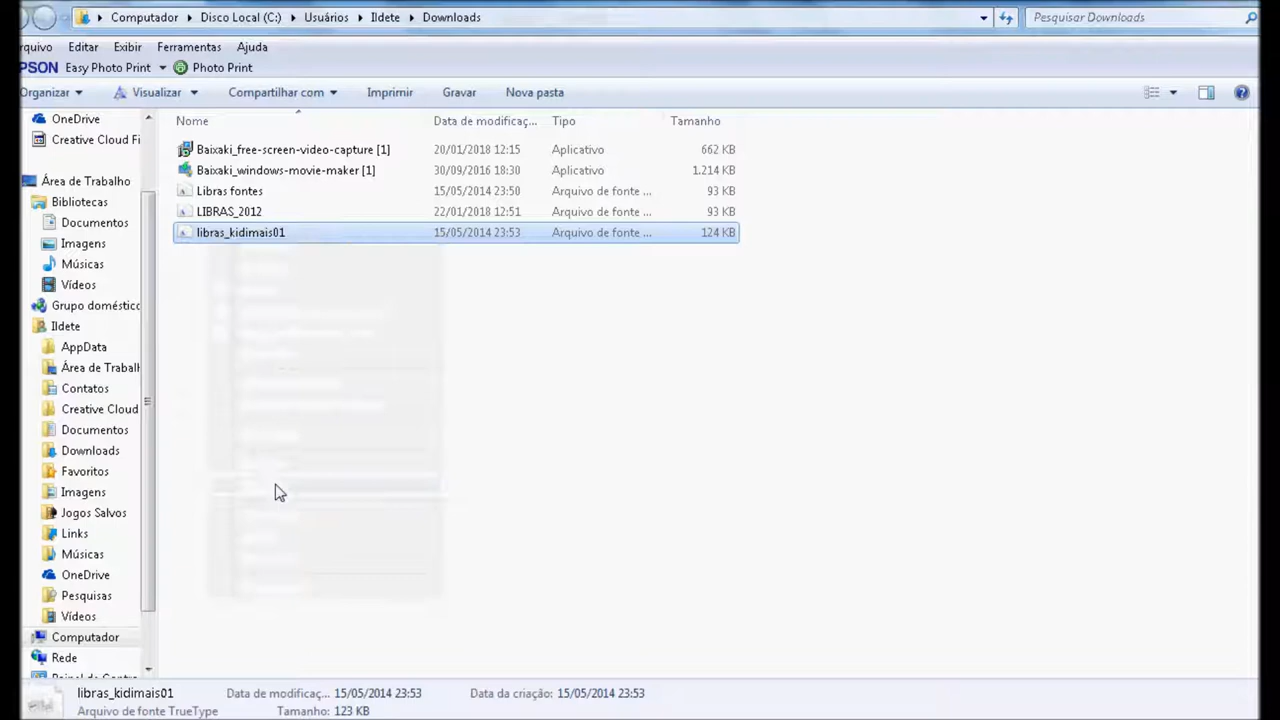 Computador Disco Local (C:) Usuários Ildete Downloads Pesquisar Downloads
rquivo Editar Exibir Ferramentas Ajuda
PSON Easy Photo Print Photo Print
Organizar Visualizar Compartilhar com Imprimir Gravar Nova pasta
OneDrive
Creative Cloud Fi
Área de Trabalho
Bibliotecas
Documentos
Imagens
Músicas
Vídeos
Grupo doméstic
Ildete
AppData
Área de Trabalh
Contatos
Creative Cloud
Documentos
Downloads
Favoritos
Imagens
Jogos Salvos
Links
Músicas
OneDrive
Pesquisas
Vídeos
Computador
Rede
Nome Data de modificaç... Tipo Tamanho
Baixaki_free-screen-video-capture [1] 20/01/2018 12:15 Aplicativo 662 KB
Baixaki_windows-movie-maker [1] 30/09/2016 18:30 Aplicativo 1.214 KB
Libras fontes 15/05/2014 23:50 Arquivo de fonte ... 93 KB
LIBRAS_2012 22/01/2018 12:51 Arquivo de fonte ... 93 KB
libras_kidimais01 15/05/2014 23:53 Arquivo de fonte ... 124 KB
libras_kidimais01 Data de modificaç... 15/05/2014 23:53 Data da criação: 15/05/2014 23:53
Arquivo de fonte TrueType Tamanho: 123 KB